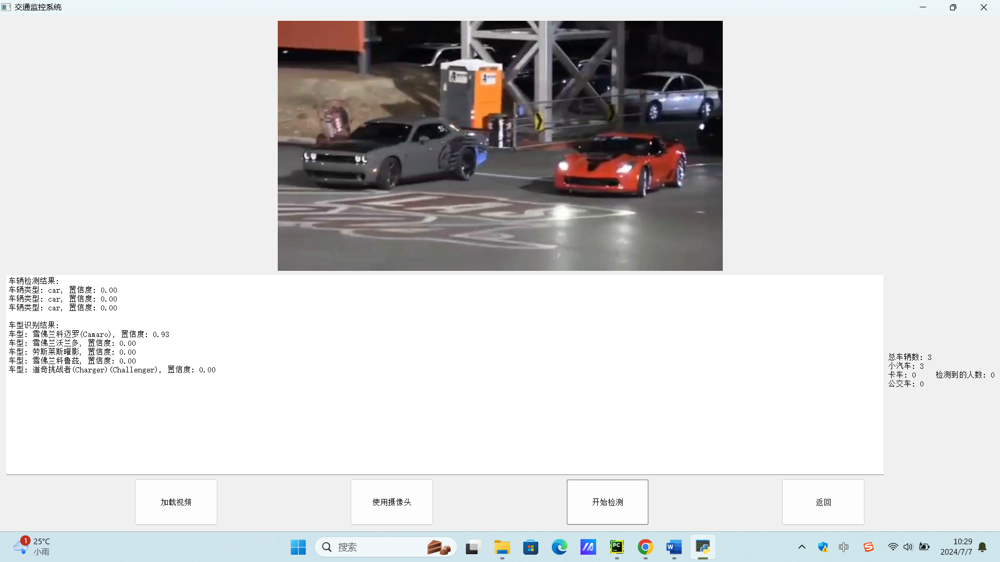 交通监控系统
车辆检测结果:
车辆类型: car, 置信度: 0.00
车辆类型: car, 置信度: 0.00
车辆类型: car, 置信度: 0.00
车型识别结果:
车型: 雪佛兰科迈罗(Camaro), 置信度: 0.93
车型: 雪佛兰沃兰多, 置信度: 0.00
车型: 劳斯莱斯曜影, 置信度: 0.00
车型: 雪佛兰科鲁兹, 置信度: 0.00
车型: 道奇挑战者(Charger)(Challenger), 置信度: 0.00
总车辆数: 3
小汽车: 3
卡车: 0
公交车: 0
检测到的人数: 0
加载视频
使用摄像头
开始检测
返回
1
25°C
小雨
搜索
PC
W
中
S
10:29
2024/7/7